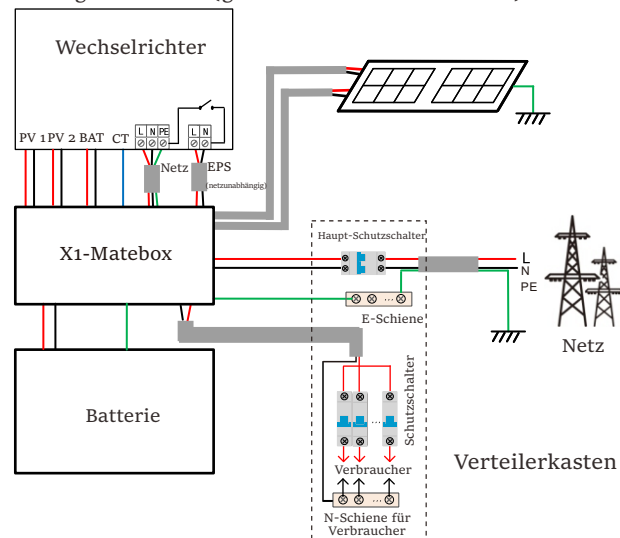 Wechselrichter
PV 1 PV 2 BAT CT
L N PE
L N
Netz
EPS
(netzunabhängig)
X1-Matebox
Haupt-Schutzschalter
L
N
PE
E-Schiene
Netz
Batterie
Schutzschalter
Verbraucher
Verteilerkasten
N-Schiene für
Verbraucher